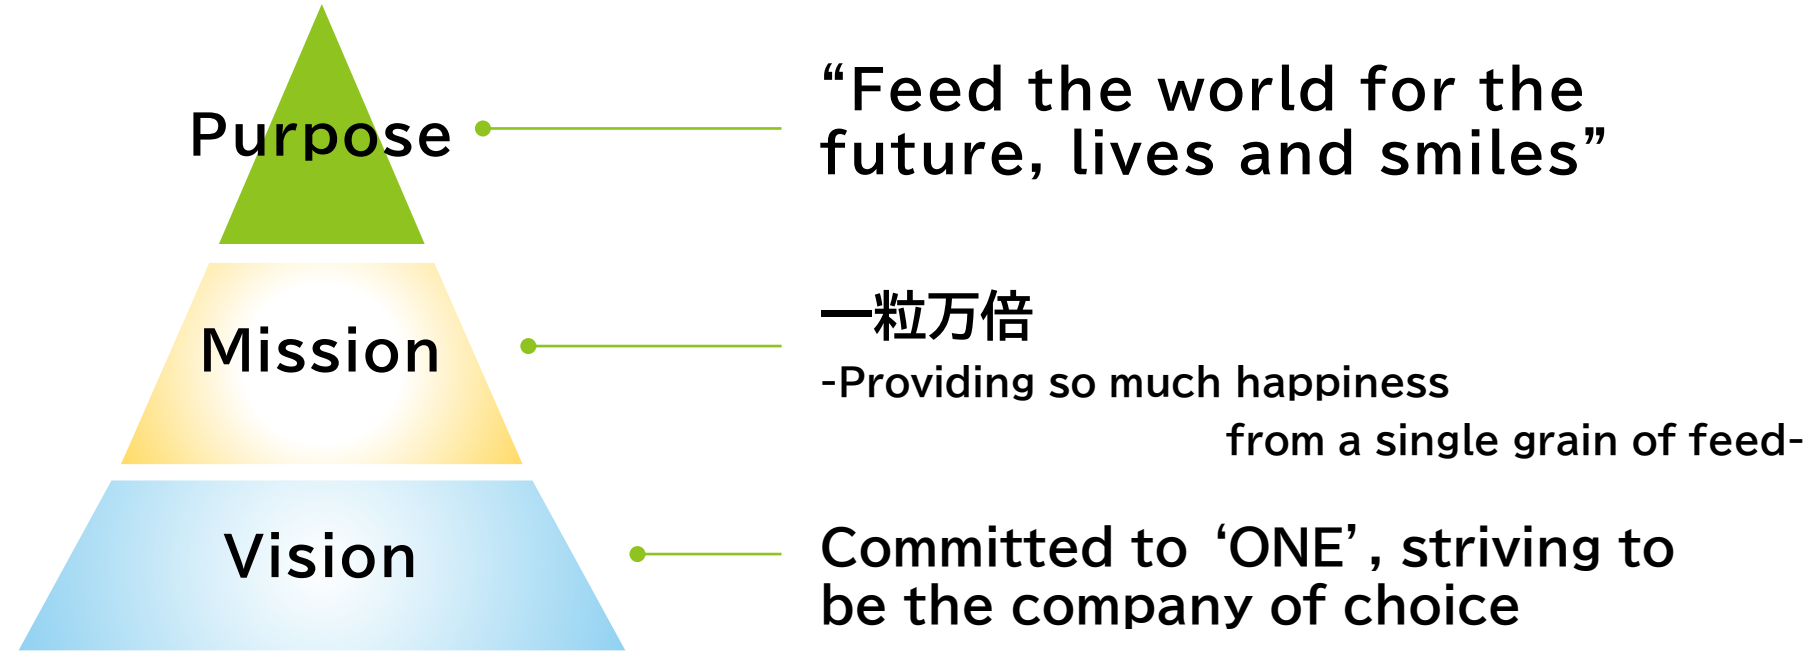 Purpose
“Feed the world for the
future, lives and smiles”
Mission
一粒万倍
-Providing so much happiness
from a single grain of feed-
Vision
Committed to ‘ONE’, striving to
be the company of choice